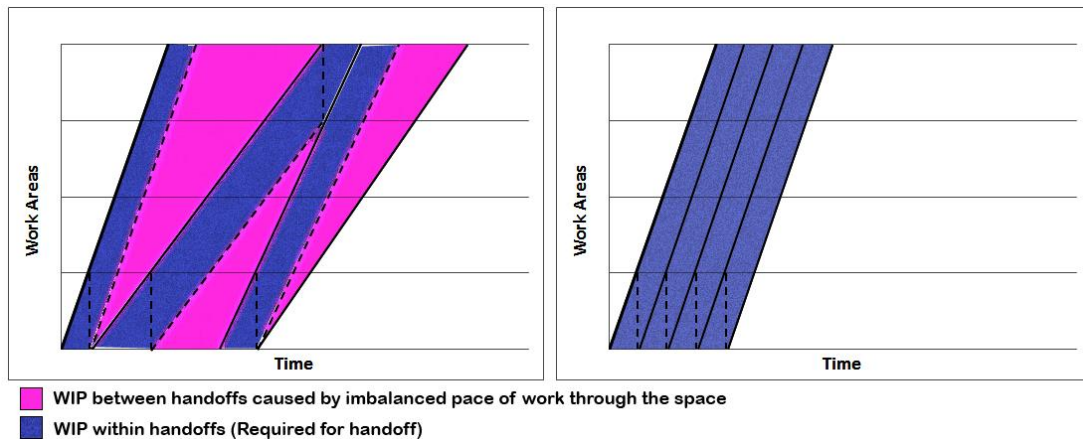 Work Areas
Time
Work Areas
Time
WIP between handoffs caused by imbalanced pace of work through the space
WIP within handoffs (Required for handoff)